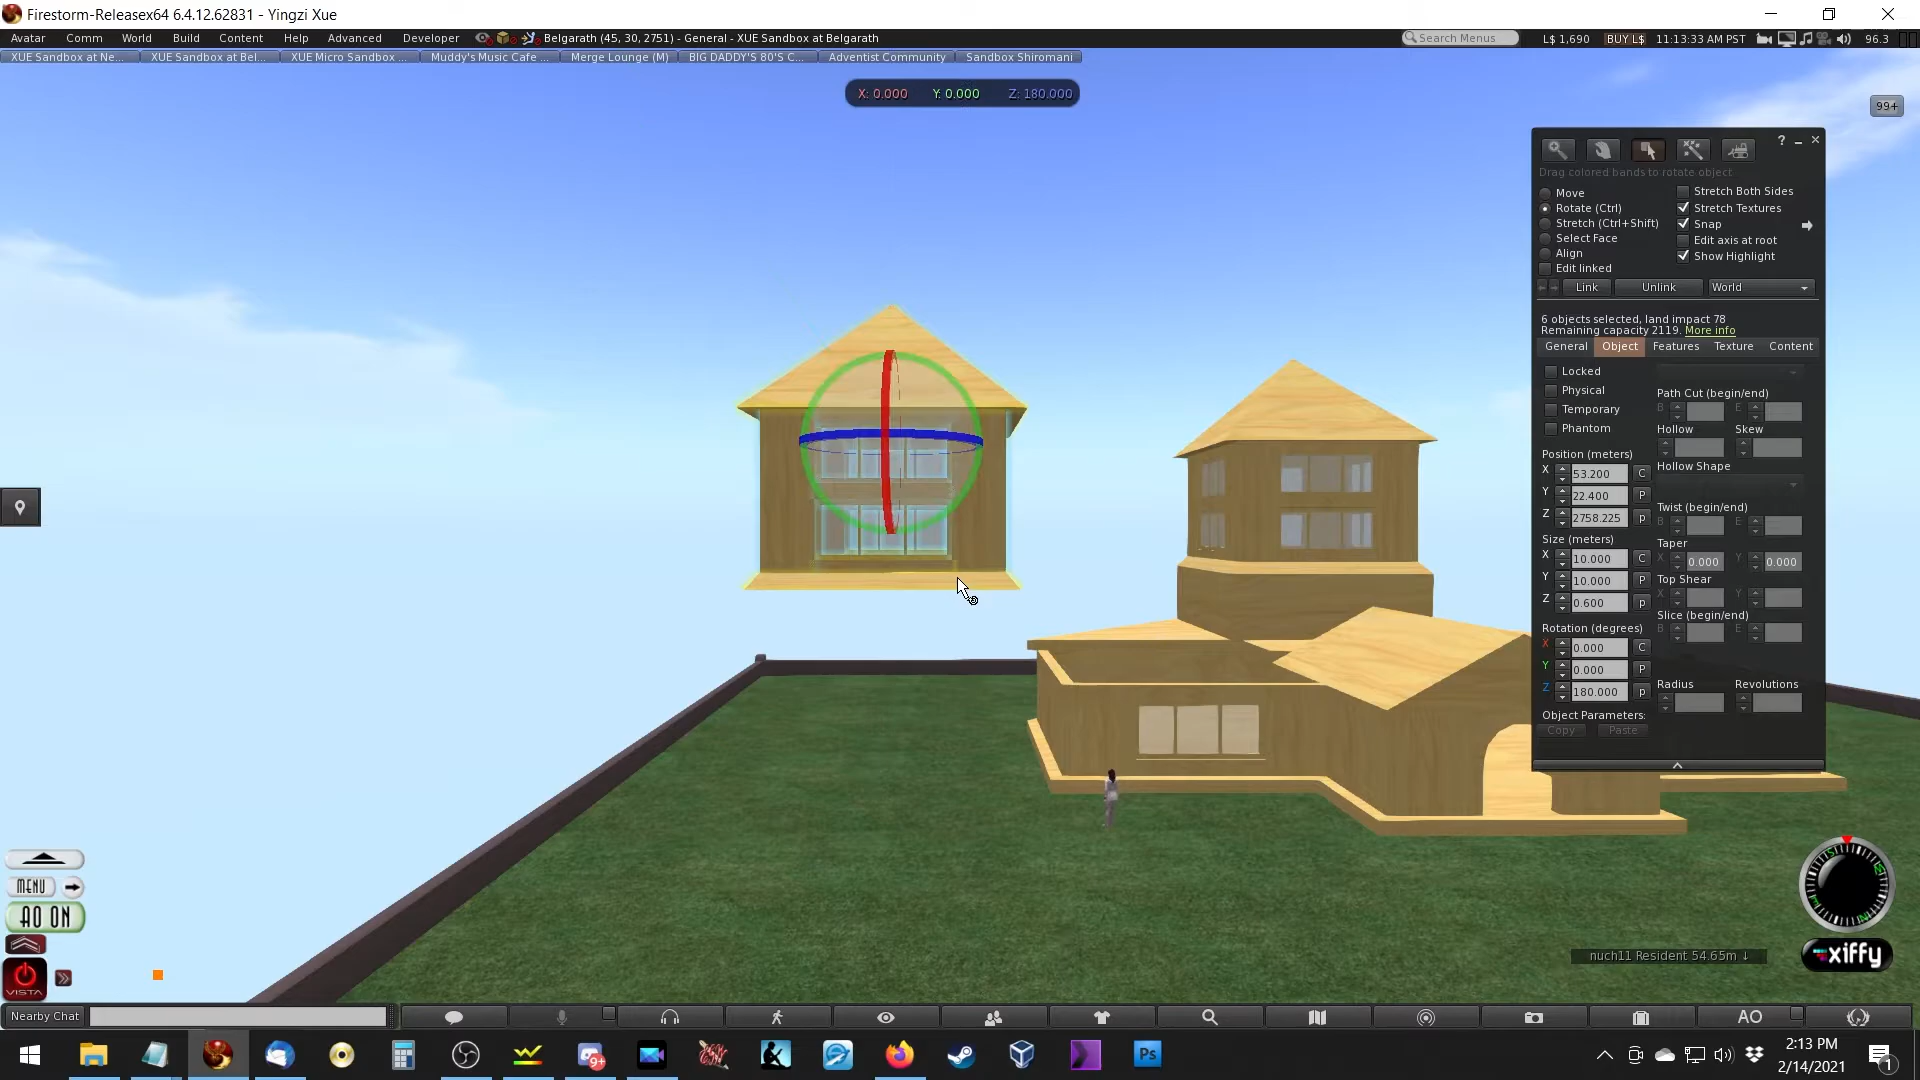 Firestorm-Releasex64 6.4.12.62831 - Yingzi Xue
Avatar Comm World Build Content Help Advanced Developer Belgarath (45, 30, 2751) - General - XUE Sandbox at Belgarath Search Menus L$ 1,690 BUY L$ 11:13:33 AM PST 96.3
XUE Sandbox at Ne... XUE Sandbox at Bel... XUE Micro Sandbox ... Muddy's Music Cafe ... Merge Lounge (M) BIG DADDY'S 80'S C... Adventist Community Sandbox Shiromani
X: 0.000 Y: 0.000 Z: 180.000
99+
?
Drag colored bands to rotate object
Move
Rotate (Ctrl)
Stretch (Ctrl+Shift)
Select Face
Align
Edit linked
Stretch Both Sides
Stretch Textures
Snap
Edit axis at root
Show Highlight
Link Unlink World
6 objects selected, land impact 78
Remaining capacity 2119. More info
General Object Features Texture Content
Locked
Physical
Temporary
Phantom
Position (meters)
X 53.200 C
Y 22.400 P
Z 2758.225 p
Size (meters)
X 10.000 C
Y 10.000 P
Z 0.600 p
Rotation (degrees)
X 0.000 C
Y 0.000 P
Z 180.000 p
Object Parameters:
Copy Paste
Path Cut (begin/end)
B E
Hollow Skew
Hollow Shape
Twist (begin/end)
B E
Taper
X 0.000 Y 0.000
Top Shear
X Y
Slice (begin/end)
B E
Radius Revolutions
MENU
AO ON
VISTA
xiffy
nuch11 Resident 54.65m ↓
Nearby Chat
AO
9+
Ps
2:13 PM
2/14/2021
1